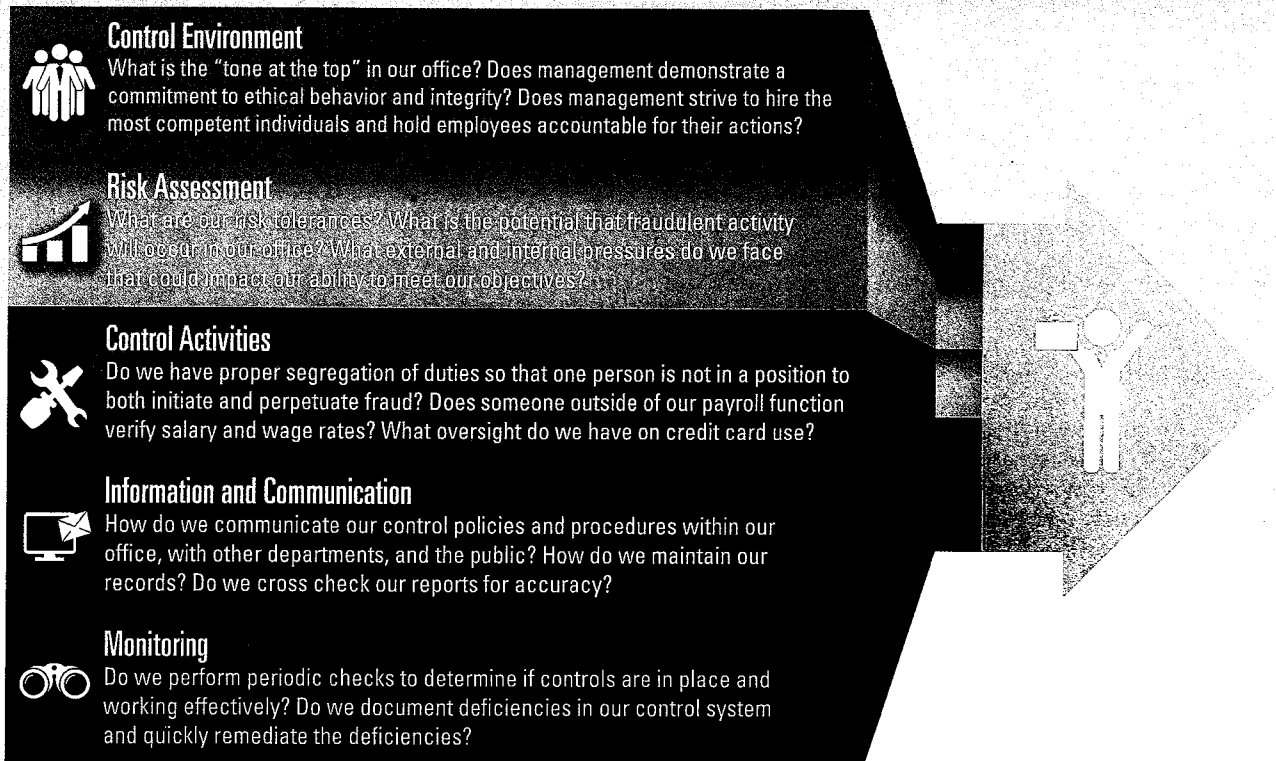 Control Environment
What is the “tone at the top” in our office? Does management demonstrate a
commitment to ethical behavior and integrity? Does management strive to hire the
most competent individuals and hold employees accountable for their actions?
Risk Assessment
What are our risk tolerances? What is the potential that fraudulent activity
will occur in our office? What external and internal pressures do we face
that could impact our ability to meet our objectives?
Control Activities
Do we have proper segregation of duties so that one person is not in a position to
both initiate and perpetuate fraud? Does someone outside of our payroll function
verify salary and wage rates? What oversight do we have on credit card use?
Information and Communication
How do we communicate our control policies and procedures within our
office, with other departments, and the public? How do we maintain our
records? Do we cross check our reports for accuracy?
Monitoring
Do we perform periodic checks to determine if controls are in place and
working effectively? Do we document deficiencies in our control system
and quickly remediate the deficiencies?